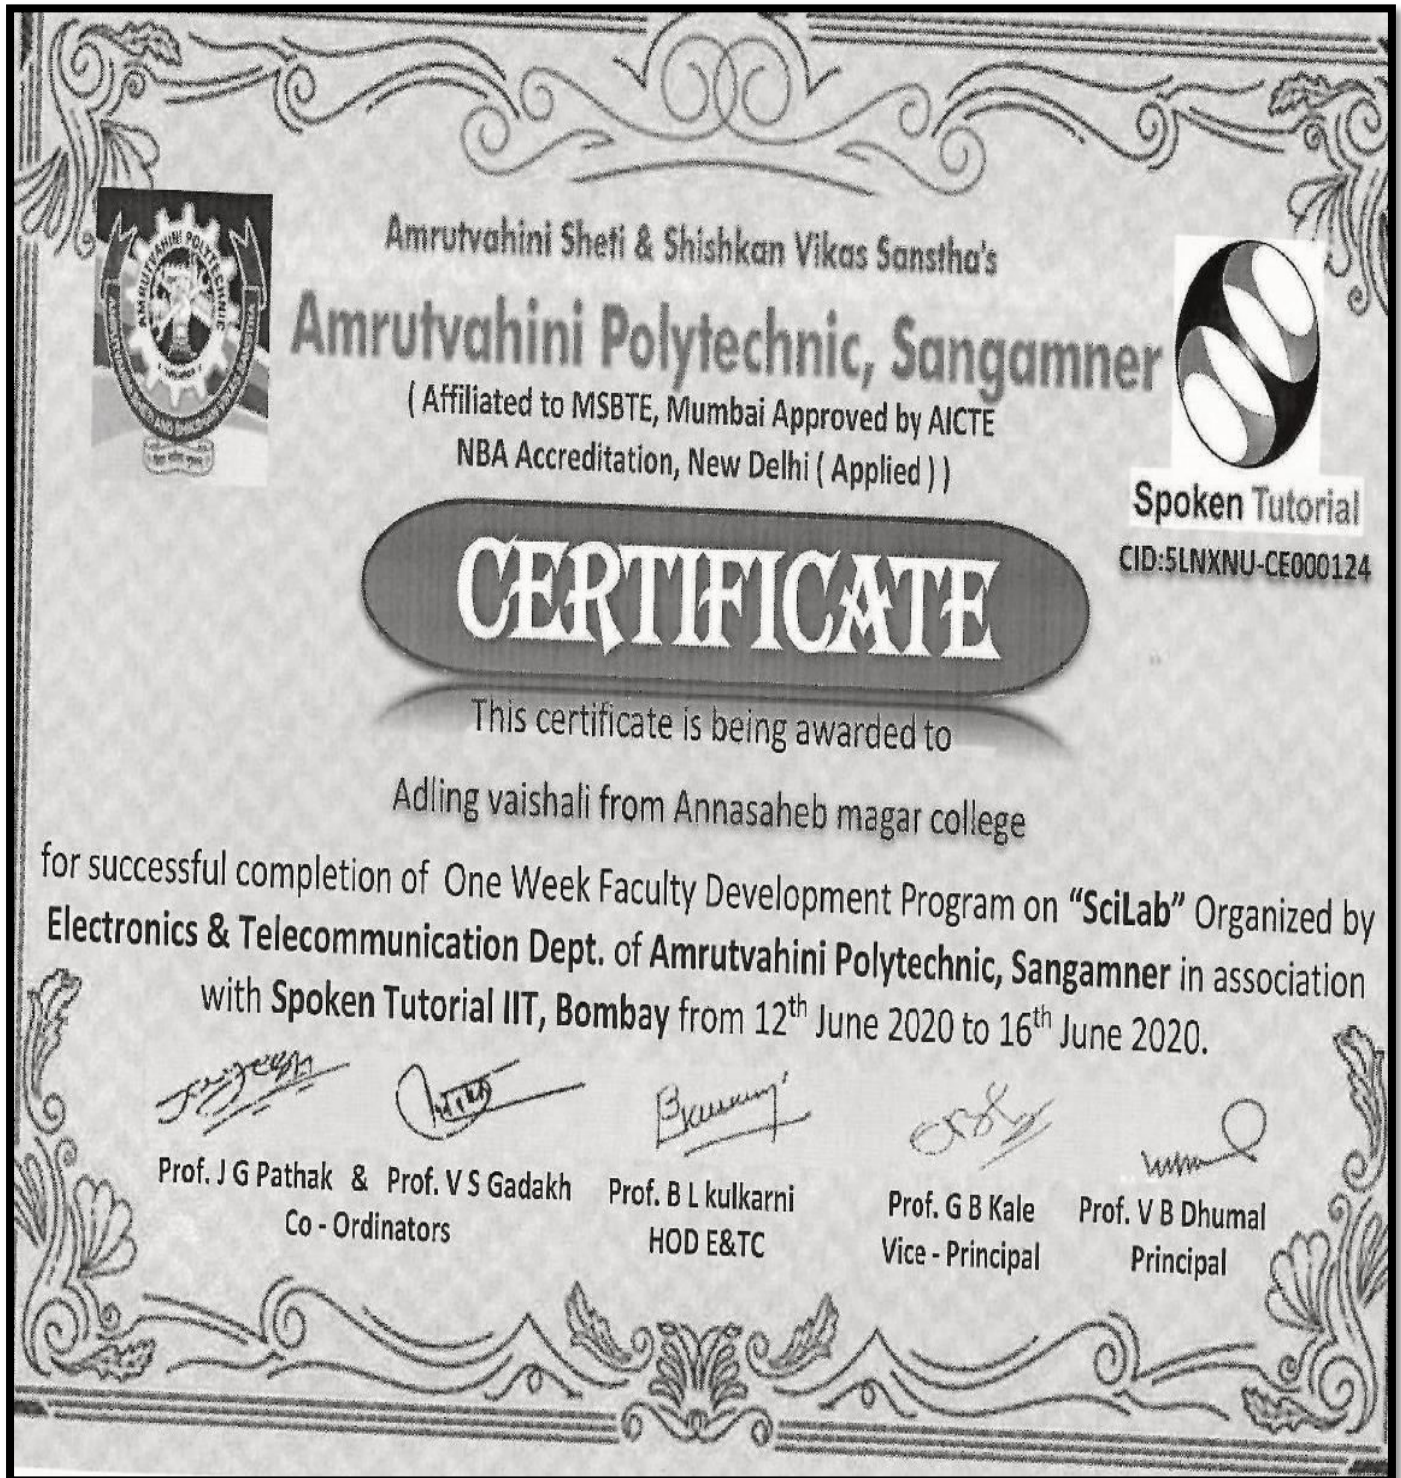 Amrutvahini Sheti & Shishkan Vikas Sanstha's
Amrutvahini Polytechnic, Sangamner
( Affiliated to MSBTE, Mumbai Approved by AICTE
NBA Accreditation, New Delhi ( Applied ) )
AMRUTVAHINI POLYTECHNIC
Spoken Tutorial
CID:5LNXNU-CE000124
CERTIFICATE
This certificate is being awarded to
Adling vaishali from Annasaheb magar college
for successful completion of One Week Faculty Development Program on "SciLab" Organized by
Electronics & Telecommunication Dept. of Amrutvahini Polytechnic, Sangamner in association
with Spoken Tutorial IIT, Bombay from 12th June 2020 to 16th June 2020.
Prof. J G Pathak & Prof. V S Gadakh
Co - Ordinators
Prof. B L kulkarni
HOD E&TC
Prof. G B Kale
Vice - Principal
Prof. V B Dhumal
Principal